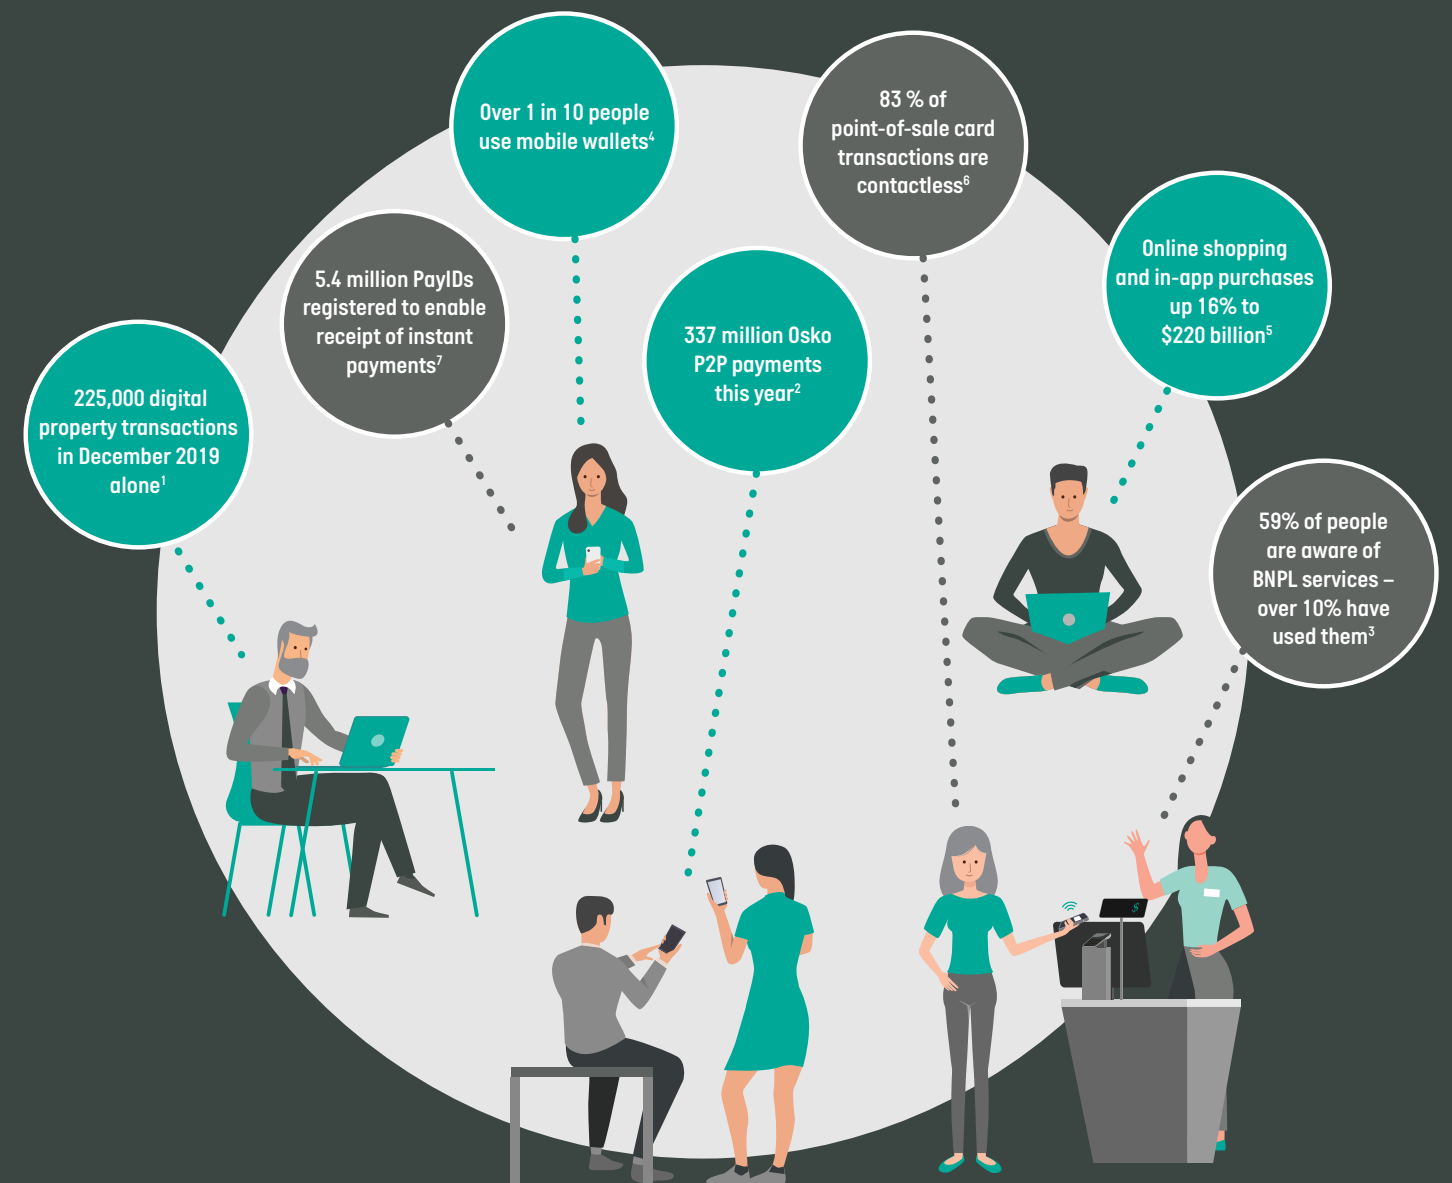 Over 1 in 10 people
use mobile wallets4
83 % of
point-of-sale card
transactions are
contactless6
5.4 million PayIDs
registered to enable
receipt of instant
payments7
337 million Osko
P2P payments
this year2
Online shopping
and in-app purchases
up 16% to
$220 billion5
225,000 digital
property transactions
in December 2019
alone1
59% of people
are aware of
BNPL services –
over 10% have
used them3
$